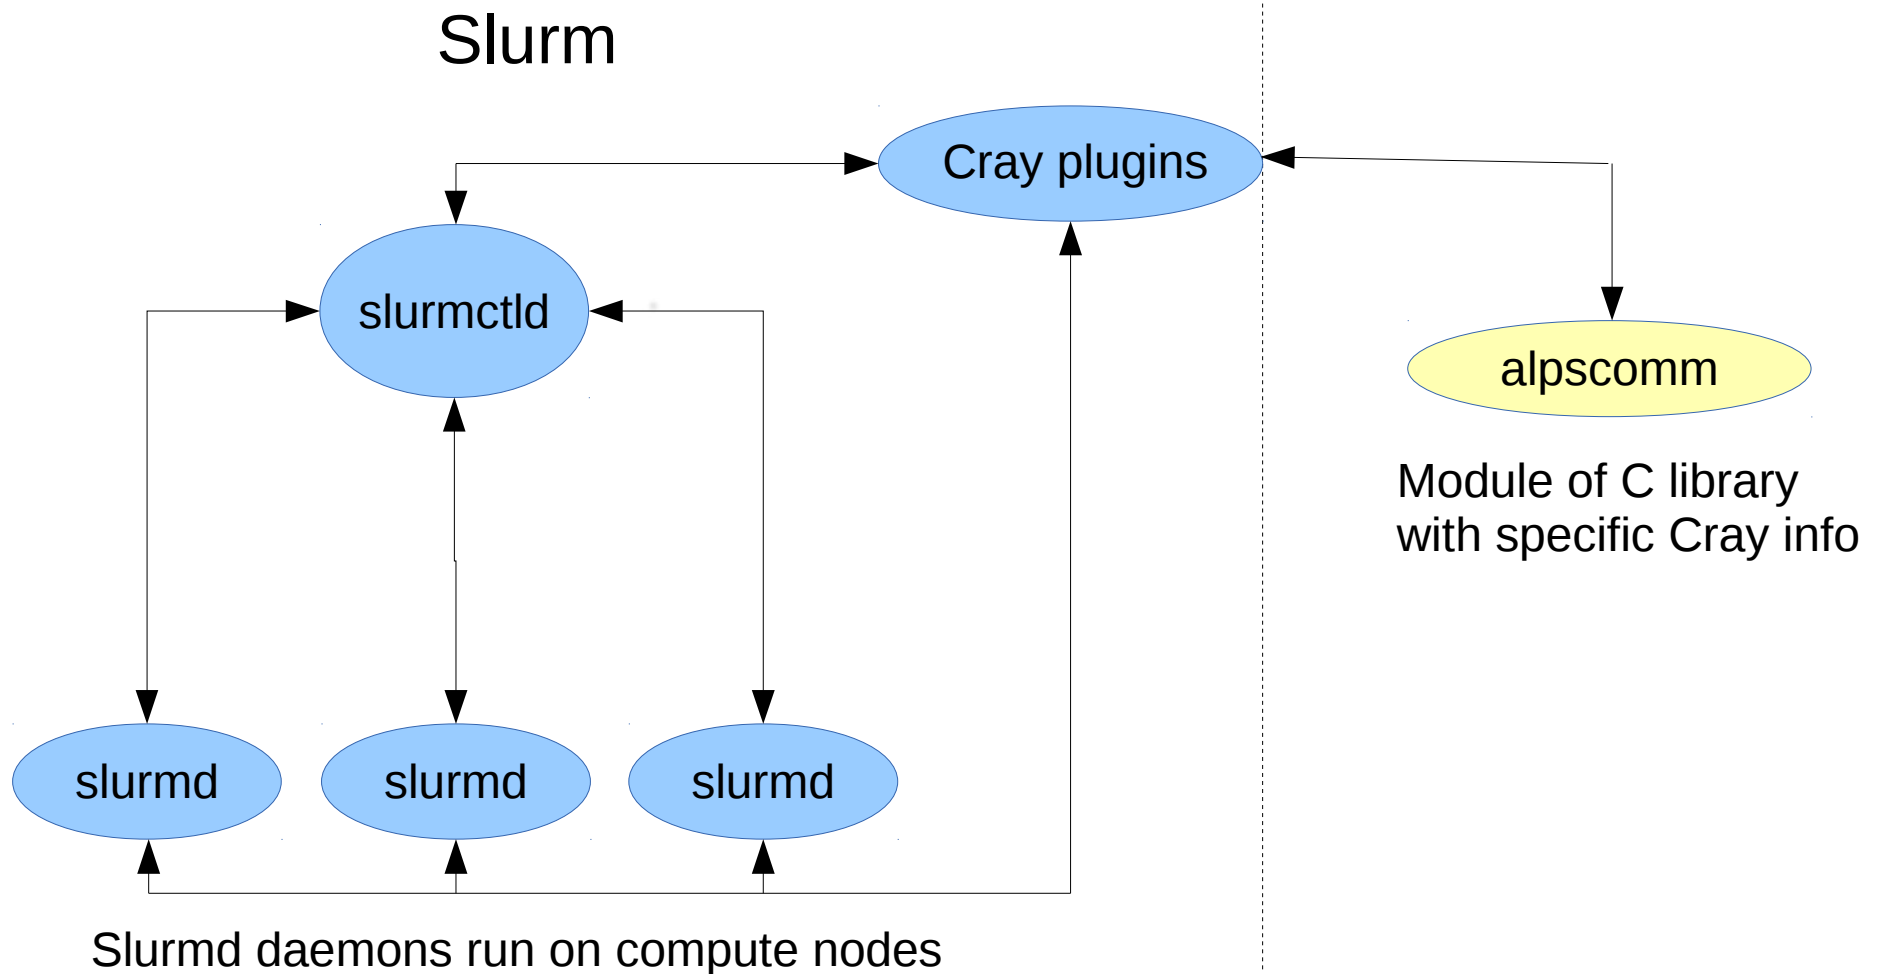 Slurm
Cray plugins
slurmctld
alpscomm
Module of C library
with specific Cray info
slurmd
slurmd
slurmd
Slurmd daemons run on compute nodes